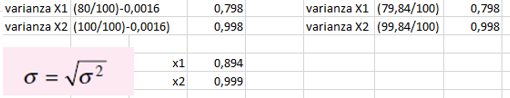 varianza X1 (80/100)-0,0016 0,798 varianza X1 (79,84/100) 0,798
varianza X2 (100/100)-0,0016) 0,998 varianza X2 (99,84/100) 0,998
σ = √σ²
x1 0,894
x2 0,999